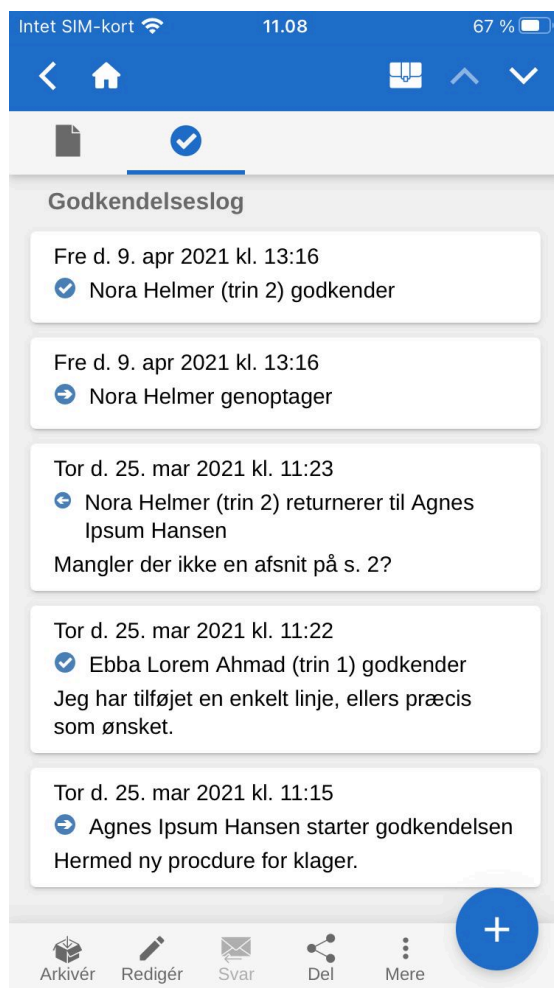 Intet SIM-kort 11.08 67 %
Godkendelseslog
Fre d. 9. apr 2021 kl. 13:16
Nora Helmer (trin 2) godkender
Fre d. 9. apr 2021 kl. 13:16
Nora Helmer genoptager
Tor d. 25. mar 2021 kl. 11:23
Nora Helmer (trin 2) returnerer til Agnes
Ipsum Hansen
Mangler der ikke en afsnit på s. 2?
Tor d. 25. mar 2021 kl. 11:22
Ebba Lorem Ahmad (trin 1) godkender
Jeg har tilføjet en enkelt linje, ellers præcis
som ønsket.
Tor d. 25. mar 2021 kl. 11:15
Agnes Ipsum Hansen starter godkendelsen
Hermed ny procdure for klager.
Arkivér Redigér Svar Del Mere